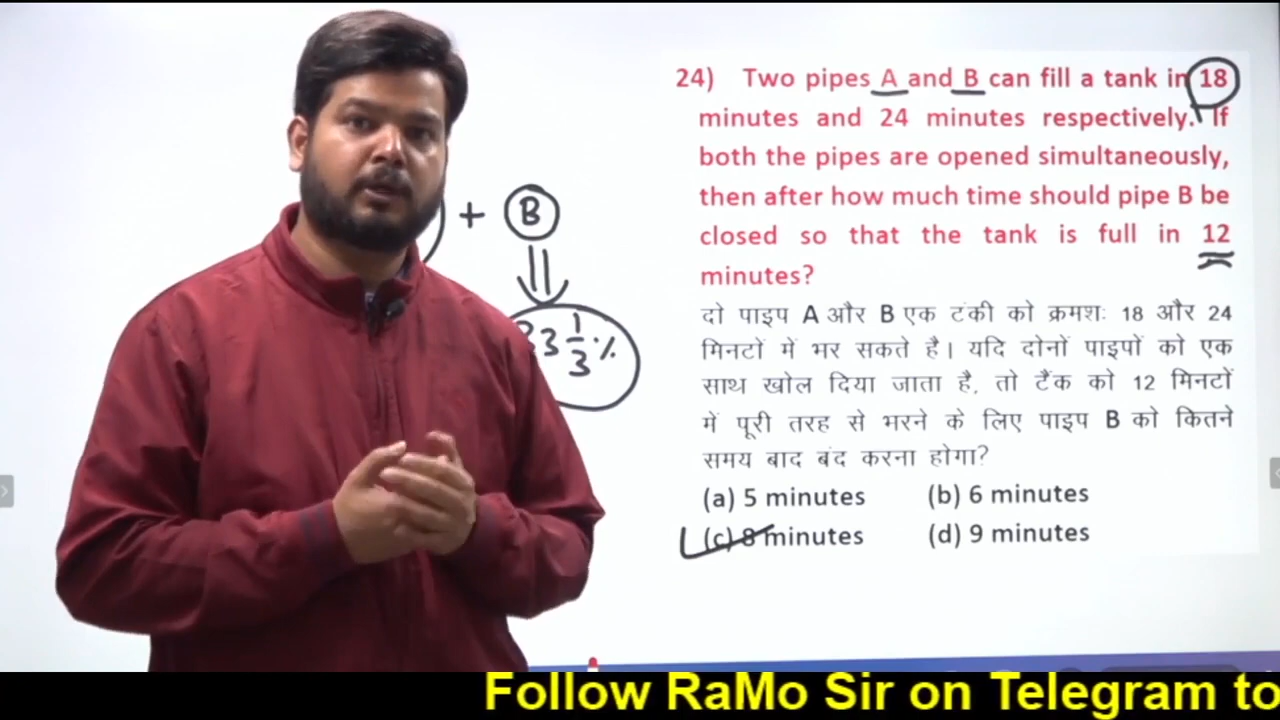 24) Two pipes A and B can fill a tank in 18
minutes and 24 minutes respectively. If
both the pipes are opened simultaneously,
then after how much time should pipe B be
closed so that the tank is full in 12
minutes?
दो पाइप A और B एक टंकी को क्रमशः 18 और 24
मिनटों में भर सकते है। यदि दोनों पाइपों को एक
साथ खोल दिया जाता है, तो टैंक को 12 मिनटों
में पूरी तरह से भरने के लिए पाइप B को कितने
समय बाद बंद करना होगा?
(a) 5 minutes (b) 6 minutes
(c) 8 minutes (d) 9 minutes
+ B
33 1/3 %
Follow RaMo Sir on Telegram to